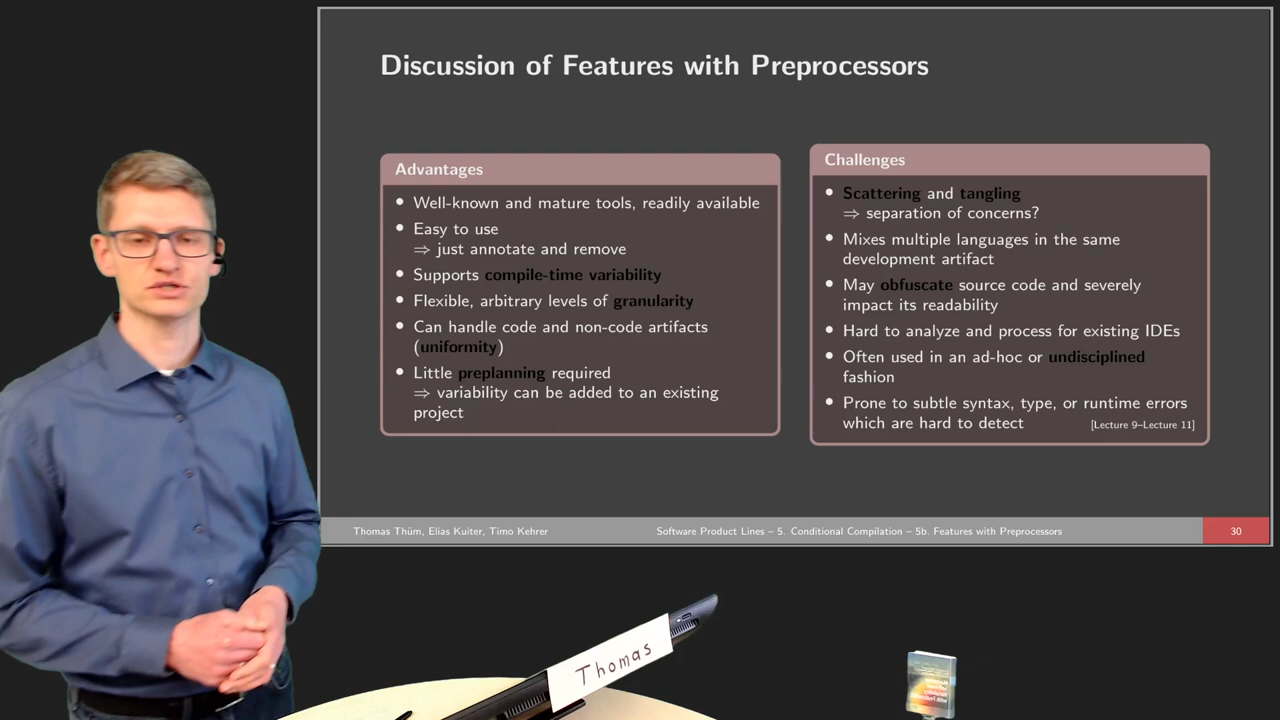 Discussion of Features with Preprocessors
Advantages
• Well-known and mature tools, readily available
• Easy to use
⇒ just annotate and remove
• Supports compile-time variability
• Flexible, arbitrary levels of granularity
• Can handle code and non-code artifacts
(uniformity)
• Little preplanning required
⇒ variability can be added to an existing
project
Challenges
• Scattering and tangling
⇒ separation of concerns?
• Mixes multiple languages in the same
development artifact
• May obfuscate source code and severely
impact its readability
• Hard to analyze and process for existing IDEs
• Often used in an ad-hoc or undisciplined
fashion
• Prone to subtle syntax, type, or runtime errors
which are hard to detect [Lecture 9–Lecture 11]
Thomas Thüm, Elias Kuiter, Timo Kehrer Software Product Lines – 5. Conditional Compilation – 5b. Features with Preprocessors 30
Thomas